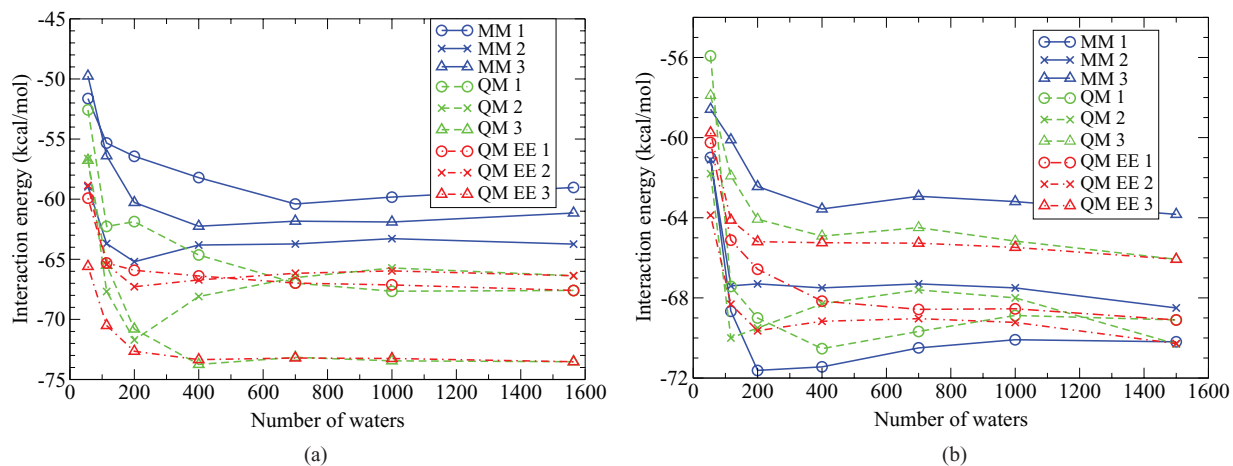 -45
-50
-55
-60
-65
-70
-75
0 200 400 600 800 1000 1200 1400 1600
Interaction energy (kcal/mol)
Number of waters
MM 1
MM 2
MM 3
QM 1
QM 2
QM 3
QM EE 1
QM EE 2
QM EE 3
(a)
-56
-60
-64
-68
-72
0 200 400 600 800 1000 1200 1400 1600
Interaction energy (kcal/mol)
Number of waters
MM 1
MM 2
MM 3
QM 1
QM 2
QM 3
QM EE 1
QM EE 2
QM EE 3
(b)